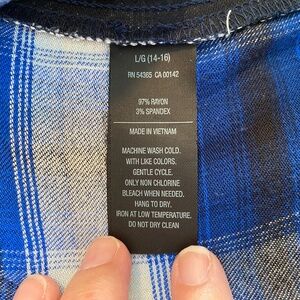 L/G (14-16)
RN 54365 CA 00142
97% RAYON
3% SPANDEX
MADE IN VIETNAM
MACHINE WASH COLD.
WITH LIKE COLORS.
GENTLE CYCLE.
ONLY NON CHLORINE
BLEACH WHEN NEEDED.
HANG TO DRY.
IRON AT LOW TEMPERATURE.
DO NOT DRY CLEAN